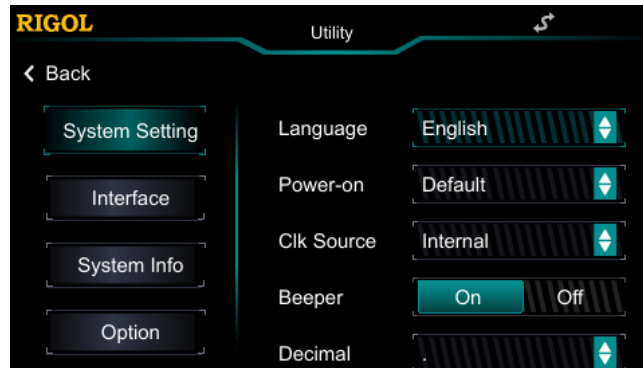 RIGOL
Utility
Back
System Setting
Interface
System Info
Option
Language English
Power-on Default
Clk Source Internal
Beeper On Off
Decimal .